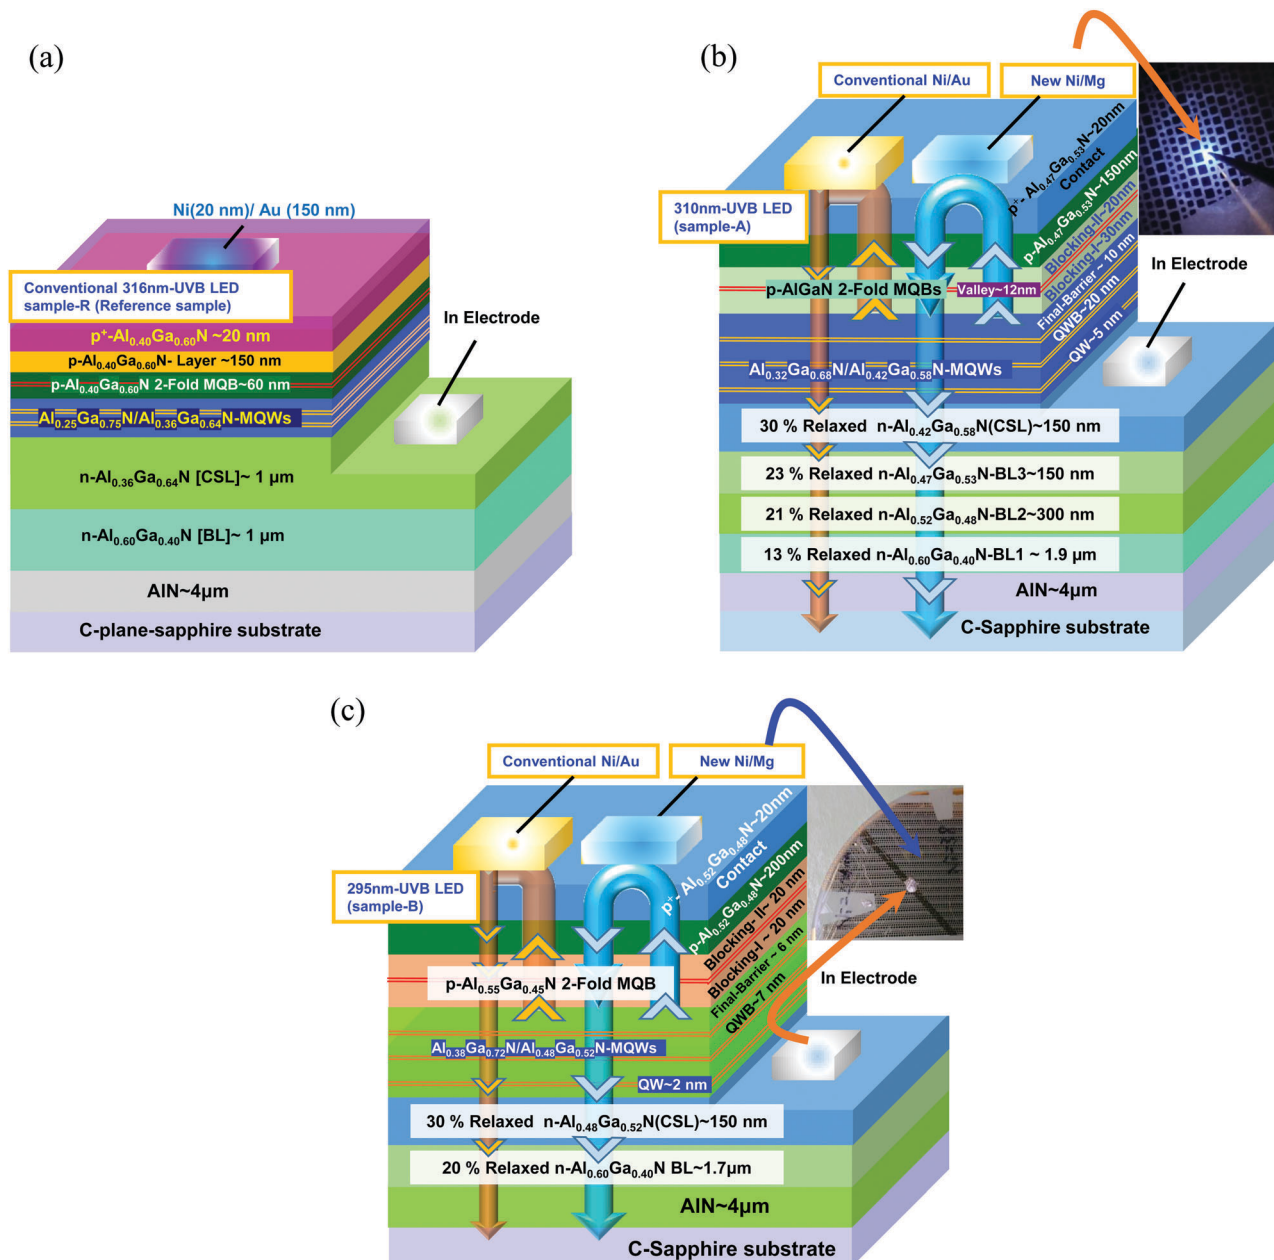 (a)
Ni(20 nm)/ Au (150 nm)
Conventional 316nm-UVB LED
sample-R (Reference sample)
p⁺-Al₀.₄₀Ga₀.₆₀N ~20 nm
p-Al₀.₄₀Ga₀.₆₀N- Layer ~150 nm
p-Al₀.₄₀Ga₀.₆₀N 2-Fold MQB~60 nm
Al₀.₂₅Ga₀.₇₅N/Al₀.₃₆Ga₀.₆₄N-MQWs
In Electrode
n-Al₀.₃₆Ga₀.₆₄N [CSL]~ 1 µm
n-Al₀.₆₀Ga₀.₄₀N [BL]~ 1 µm
AlN~4µm
C-plane-sapphire substrate
(b)
Conventional Ni/Au
New Ni/Mg
310nm-UVB LED
(sample-A)
p⁺- Al₀.₄₇Ga₀.₅₃N~20nm
Contact
p-Al₀.₄₇Ga₀.₅₃N~150nm
Blocking-II~20nm
Blocking-I~30nm
Final-Barrier ~ 10 nm
QWB~20 nm
QW~5 nm
In Electrode
p-AlGaN 2-Fold MQBs
Valley~12nm
Al₀.₃₂Ga₀.₆₈N/Al₀.₄₂Ga₀.₅₈N-MQWs
30 % Relaxed n-Al₀.₄₂Ga₀.₅₈N(CSL)~150 nm
23 % Relaxed n-Al₀.₄₇Ga₀.₅₃N-BL3~150 nm
21 % Relaxed n-Al₀.₅₂Ga₀.₄₈N-BL2~300 nm
13 % Relaxed n-Al₀.₆₀Ga₀.₄₀N-BL1 ~ 1.9 µm
AlN~4µm
C-Sapphire substrate
(c)
Conventional Ni/Au
New Ni/Mg
295nm-UVB LED
(sample-B)
p⁺- Al₀.₅₂Ga₀.₄₈N~20nm
Contact
p-Al₀.₅₂Ga₀.₄₈N~200nm
Blocking- II~ 20 nm
Blocking-I ~ 20 nm
Final-Barrier ~ 6 nm
QWB~7 nm
In Electrode
p-Al₀.₅₅Ga₀.₄₅N 2-Fold MQB
Al₀.₃₈Ga₀.₇₂N/Al₀.₄₈Ga₀.₅₂N-MQWs
QW~2 nm
30 % Relaxed n-Al₀.₄₈Ga₀.₅₂N(CSL)~150 nm
20 % Relaxed n-Al₀.₆₀Ga₀.₄₀N BL~1.7µm
AlN~4µm
C-Sapphire substrate